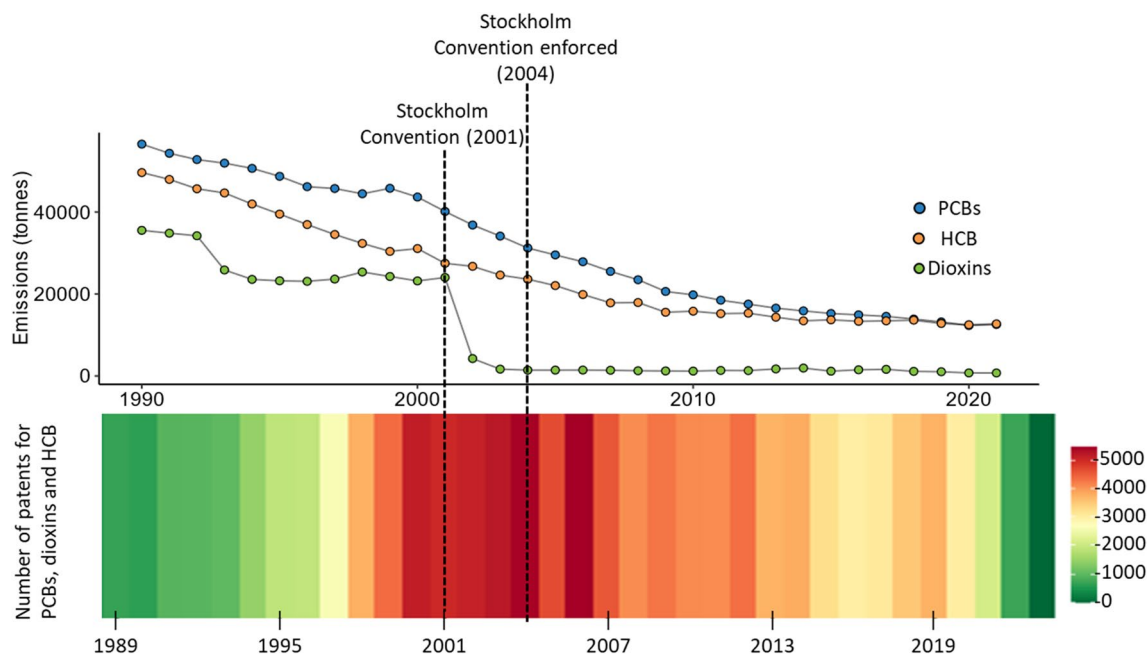 Stockholm
Convention enforced
(2004)
Stockholm
Convention (2001)
Emissions (tonnes)
40000
20000
0
PCBs
HCB
Dioxins
1990
2000
2010
2020
Number of patents for
PCBs, dioxins and HCB
5000
4000
3000
2000
1000
0
1989
1995
2001
2007
2013
2019